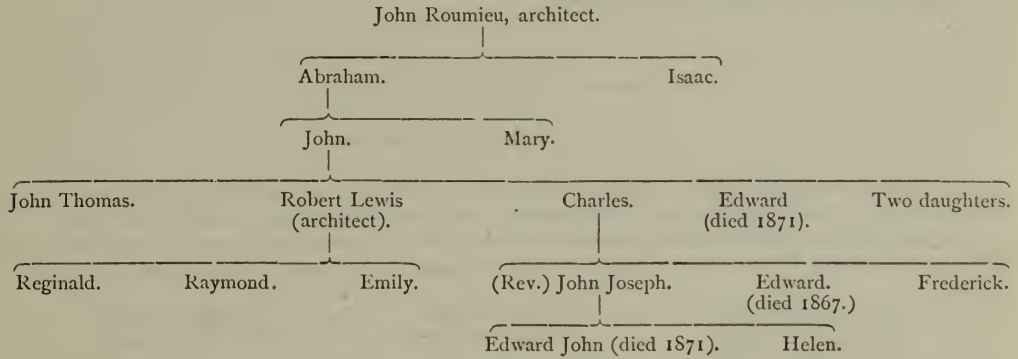 John Roumieu, architect.
Abraham. Isaac.
John. Mary.
John Thomas. Robert Lewis Charles. Edward Two daughters.
(architect). (died 1871).
Reginald. Raymond. Emily. (Rev.) John Joseph. Edward. Frederick.
(died 1867.)
Edward John (died 1871). Helen.